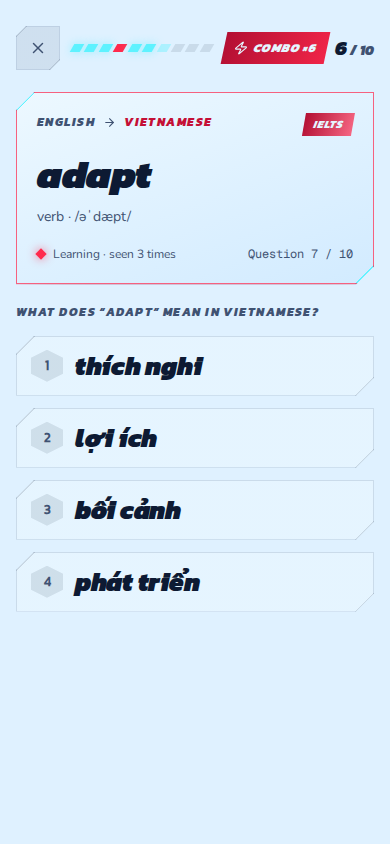 COMBO ×6 6 / 10
ENGLISH → VIETNAMESE IELTS
adapt
verb · /əˈdæpt/
Learning · seen 3 times Question 7 / 10
WHAT DOES “ADAPT” MEAN IN VIETNAMESE?
1 thích nghi
2 lợi ích
3 bối cảnh
4 phát triển